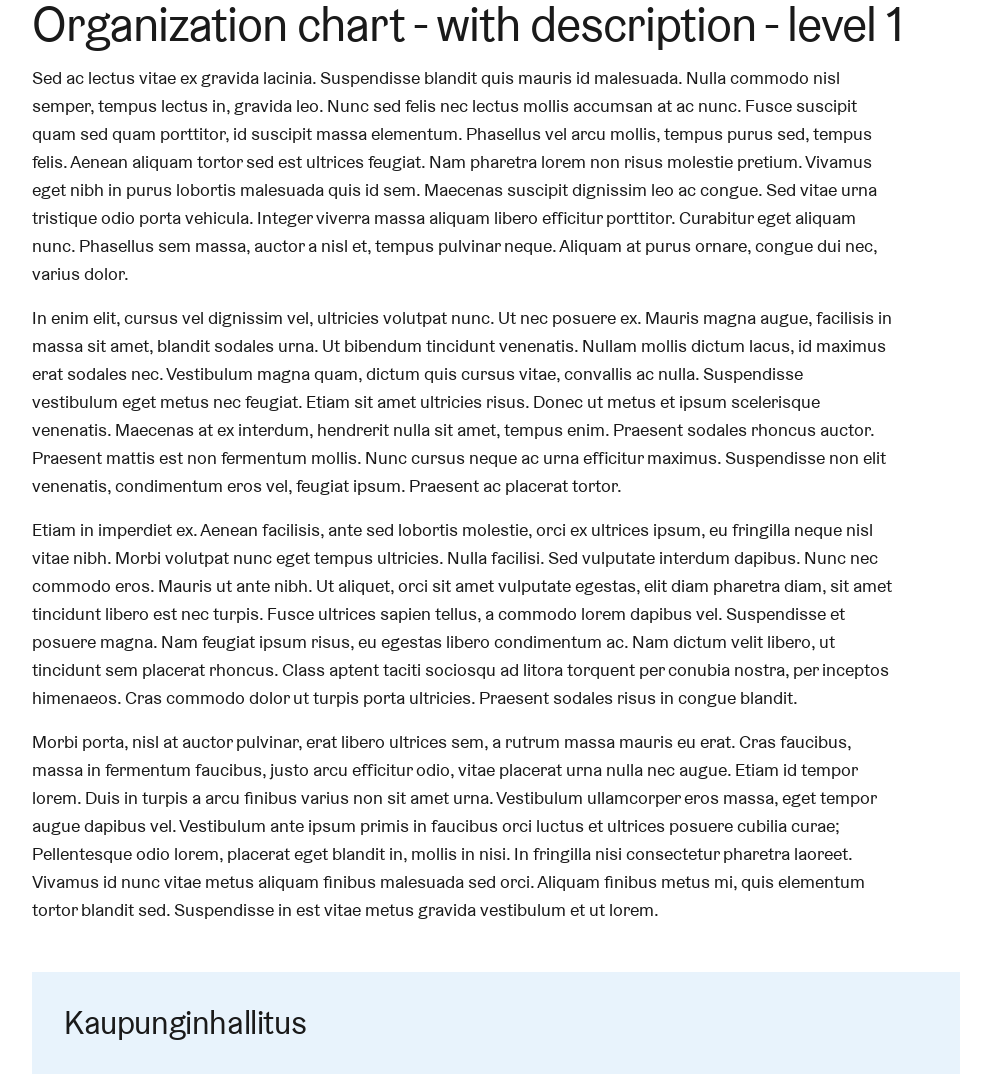 Organization chart - with description - level 1
Sed ac lectus vitae ex gravida lacinia. Suspendisse blandit quis mauris id malesuada. Nulla commodo nisl
semper, tempus lectus in, gravida leo. Nunc sed felis nec lectus mollis accumsan at ac nunc. Fusce suscipit
quam sed quam porttitor, id suscipit massa elementum. Phasellus vel arcu mollis, tempus purus sed, tempus
felis. Aenean aliquam tortor sed est ultrices feugiat. Nam pharetra lorem non risus molestie pretium. Vivamus
eget nibh in purus lobortis malesuada quis id sem. Maecenas suscipit dignissim leo ac congue. Sed vitae urna
tristique odio porta vehicula. Integer viverra massa aliquam libero efficitur porttitor. Curabitur eget aliquam
nunc. Phasellus sem massa, auctor a nisl et, tempus pulvinar neque. Aliquam at purus ornare, congue dui nec,
varius dolor.
In enim elit, cursus vel dignissim vel, ultricies volutpat nunc. Ut nec posuere ex. Mauris magna augue, facilisis in
massa sit amet, blandit sodales urna. Ut bibendum tincidunt venenatis. Nullam mollis dictum lacus, id maximus
erat sodales nec. Vestibulum magna quam, dictum quis cursus vitae, convallis ac nulla. Suspendisse
vestibulum eget metus nec feugiat. Etiam sit amet ultricies risus. Donec ut metus et ipsum scelerisque
venenatis. Maecenas at ex interdum, hendrerit nulla sit amet, tempus enim. Praesent sodales rhoncus auctor.
Praesent mattis est non fermentum mollis. Nunc cursus neque ac urna efficitur maximus. Suspendisse non elit
venenatis, condimentum eros vel, feugiat ipsum. Praesent ac placerat tortor.
Etiam in imperdiet ex. Aenean facilisis, ante sed lobortis molestie, orci ex ultrices ipsum, eu fringilla neque nisl
vitae nibh. Morbi volutpat nunc eget tempus ultricies. Nulla facilisi. Sed vulputate interdum dapibus. Nunc nec
commodo eros. Mauris ut ante nibh. Ut aliquet, orci sit amet vulputate egestas, elit diam pharetra diam, sit amet
tincidunt libero est nec turpis. Fusce ultrices sapien tellus, a commodo lorem dapibus vel. Suspendisse et
posuere magna. Nam feugiat ipsum risus, eu egestas libero condimentum ac. Nam dictum velit libero, ut
tincidunt sem placerat rhoncus. Class aptent taciti sociosqu ad litora torquent per conubia nostra, per inceptos
himenaeos. Cras commodo dolor ut turpis porta ultricies. Praesent sodales risus in congue blandit.
Morbi porta, nisl at auctor pulvinar, erat libero ultrices sem, a rutrum massa mauris eu erat. Cras faucibus,
massa in fermentum faucibus, justo arcu efficitur odio, vitae placerat urna nulla nec augue. Etiam id tempor
lorem. Duis in turpis a arcu finibus varius non sit amet urna. Vestibulum ullamcorper eros massa, eget tempor
augue dapibus vel. Vestibulum ante ipsum primis in faucibus orci luctus et ultrices posuere cubilia curae;
Pellentesque odio lorem, placerat eget blandit in, mollis in nisi. In fringilla nisi consectetur pharetra laoreet.
Vivamus id nunc vitae metus aliquam finibus malesuada sed orci. Aliquam finibus metus mi, quis elementum
tortor blandit sed. Suspendisse in est vitae metus gravida vestibulum et ut lorem.
Kaupunginhallitus